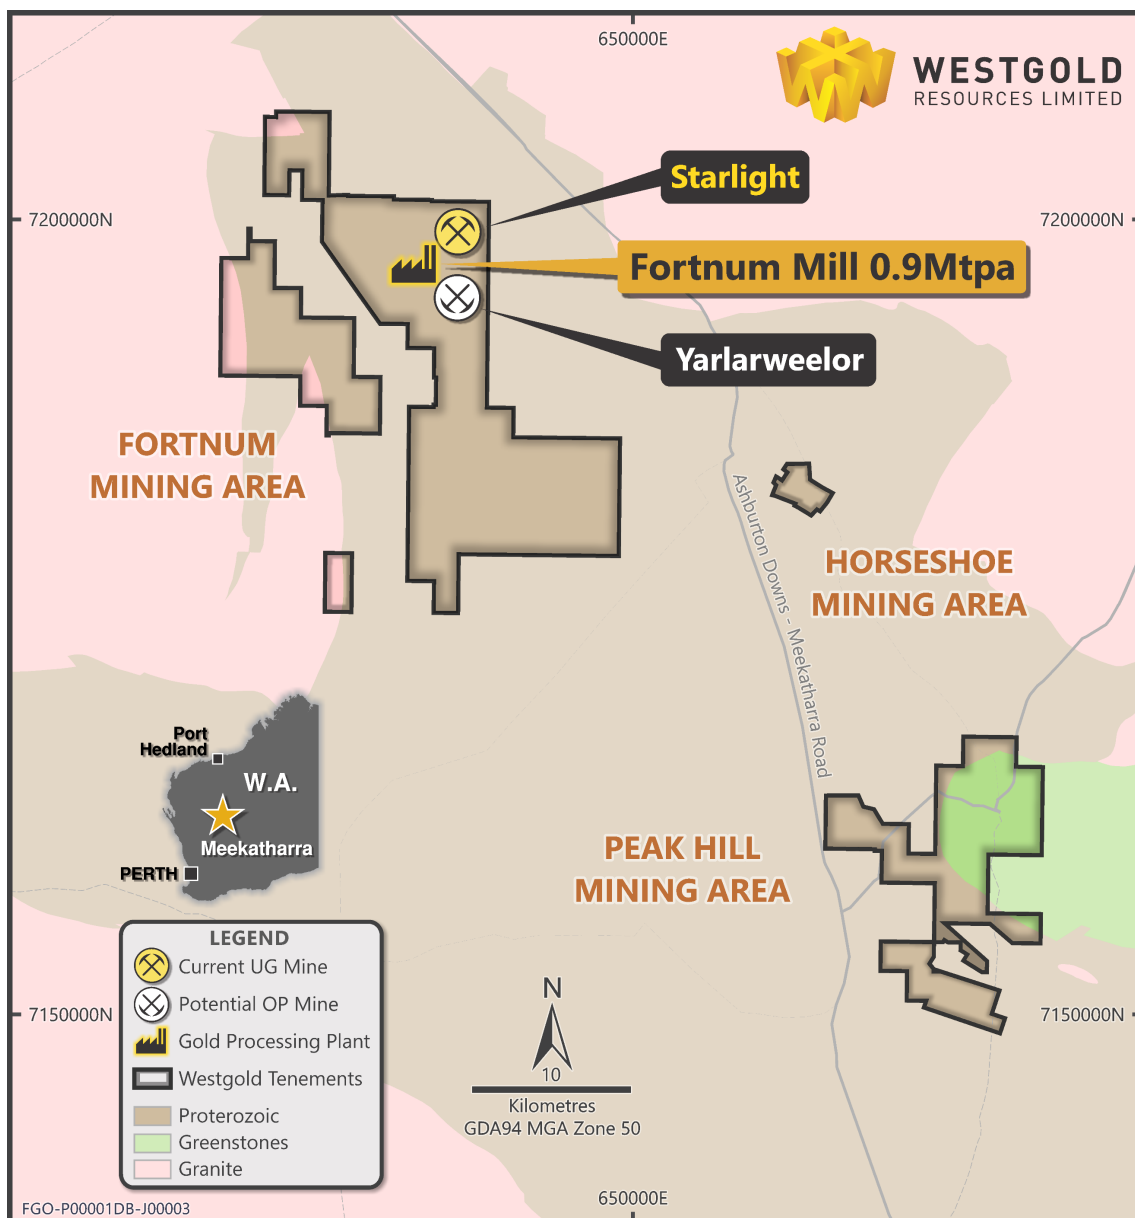 650000E
WESTGOLD
RESOURCES LIMITED
Starlight
7200000N
7200000N
Fortnum Mill 0.9Mtpa
Yarlarweelor
FORTNUM
MINING AREA
Ashburton Downs - Meekatharra Road
HORSESHOE
MINING AREA
Port
Hedland
W.A.
Meekatharra
PERTH
PEAK HILL
MINING AREA
LEGEND
Current UG Mine
Potential OP Mine
Gold Processing Plant
Westgold Tenements
Proterozoic
Greenstones
Granite
N
10
Kilometres
GDA94 MGA Zone 50
7150000N
7150000N
650000E
FGO-P00001DB-J00003